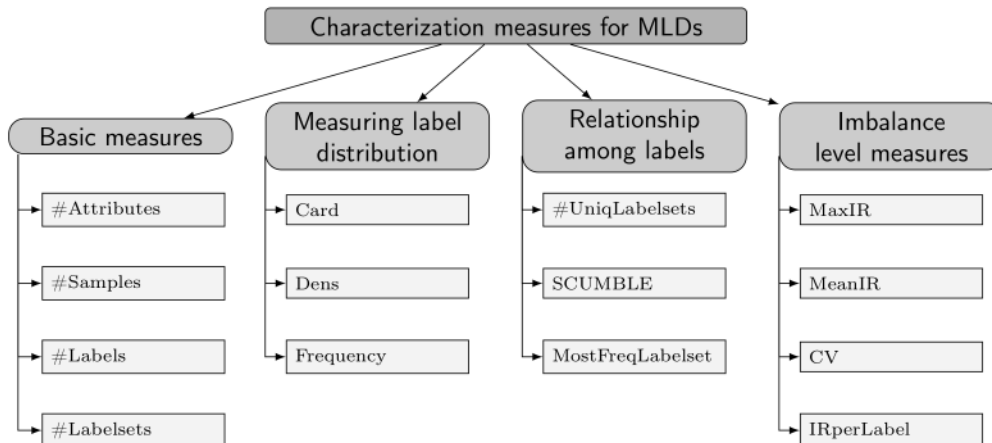 Characterization measures for MLDs
Basic measures
#Attributes
#Samples
#Labels
#Labelsets
Measuring label
distribution
Card
Dens
Frequency
Relationship
among labels
#UniqLabelsets
SCUMBLE
MostFreqLabelset
Imbalance
level measures
MaxIR
MeanIR
CV
IRperLabel